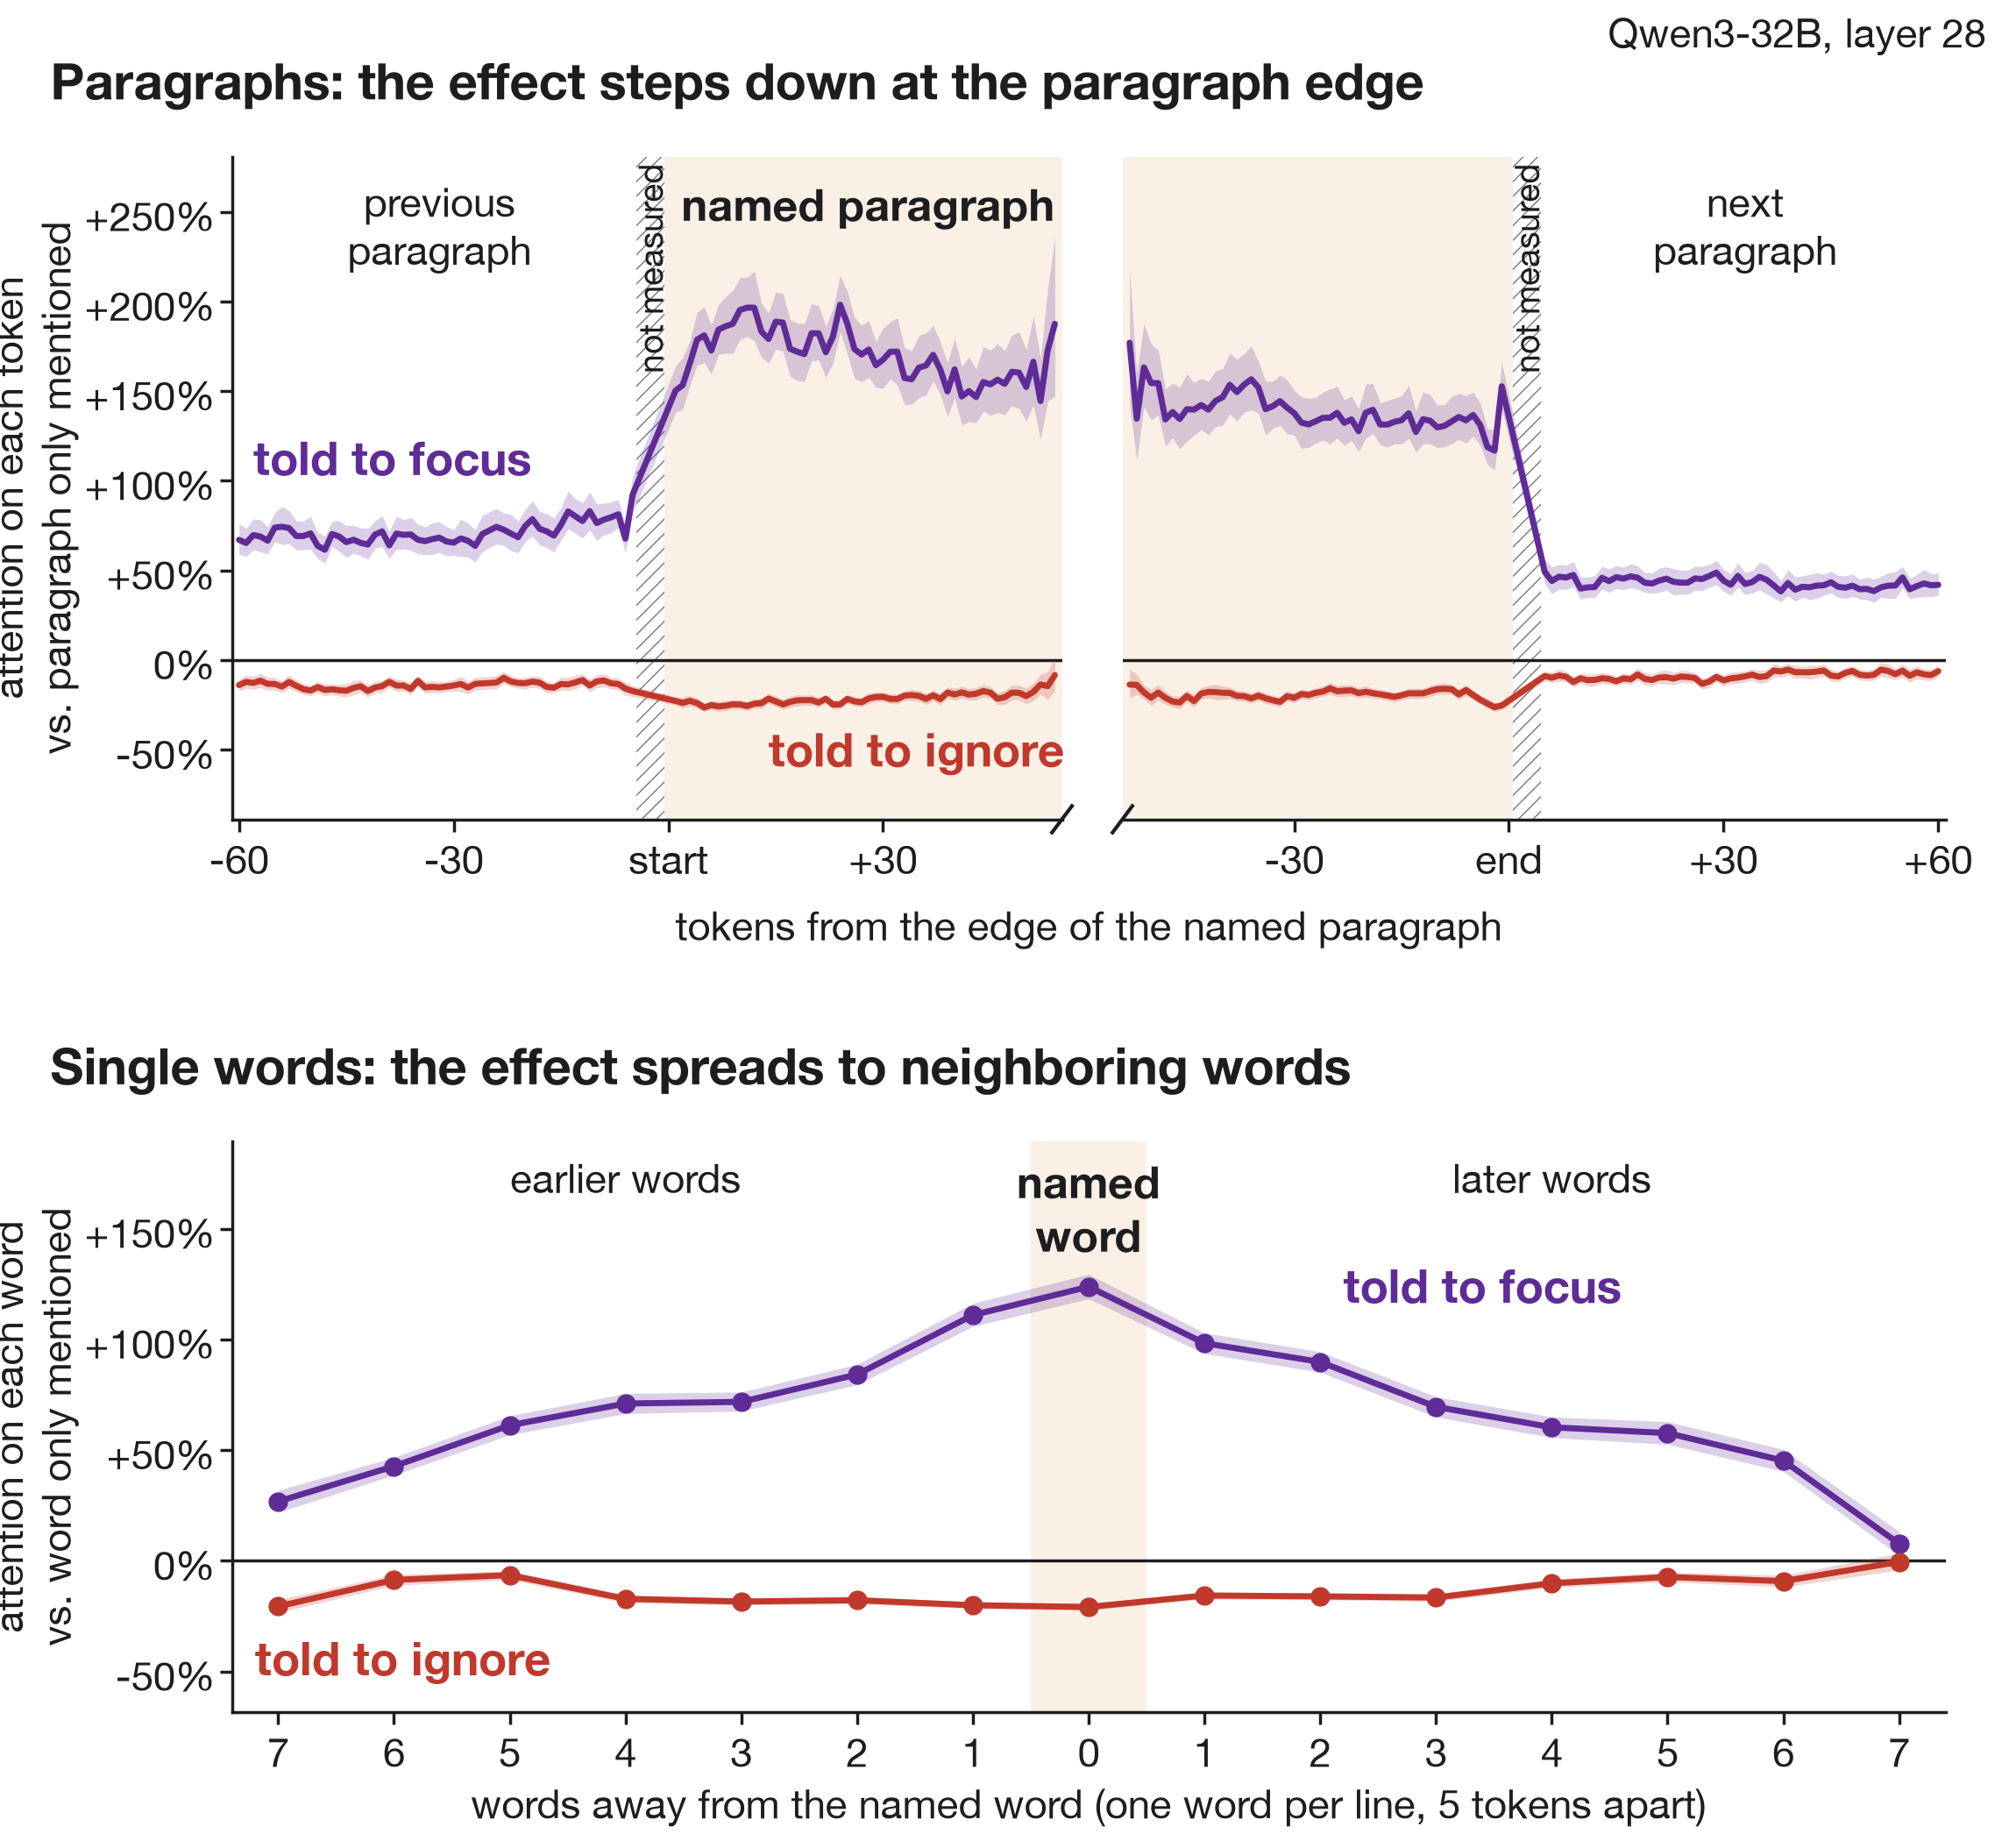 Qwen3-32B, layer 28
Paragraphs: the effect steps down at the paragraph edge
attention on each token
vs. paragraph only mentioned
+250%
+200%
+150%
+100%
+50%
0%
-50%
previous
paragraph
not measured
named paragraph
not measured
next
paragraph
told to focus
told to ignore
-60
-30
start
+30
-30
end
+30
+60
tokens from the edge of the named paragraph
Single words: the effect spreads to neighboring words
attention on each word
vs. word only mentioned
+150%
+100%
+50%
0%
-50%
earlier words
named
word
later words
told to focus
told to ignore
7
6
5
4
3
2
1
0
1
2
3
4
5
6
7
words away from the named word (one word per line, 5 tokens apart)